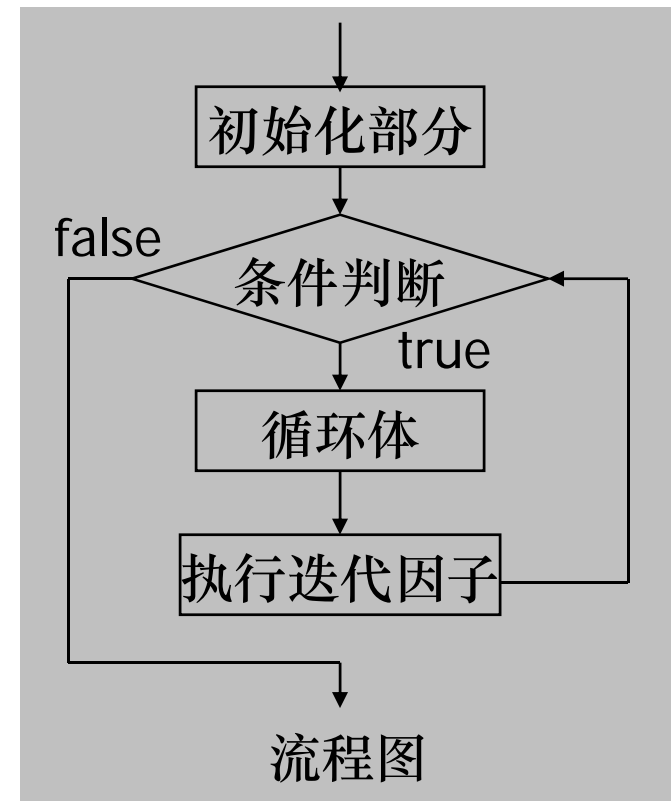 初始化部分
false
条件判断
true
循环体
执行迭代因子
流程图